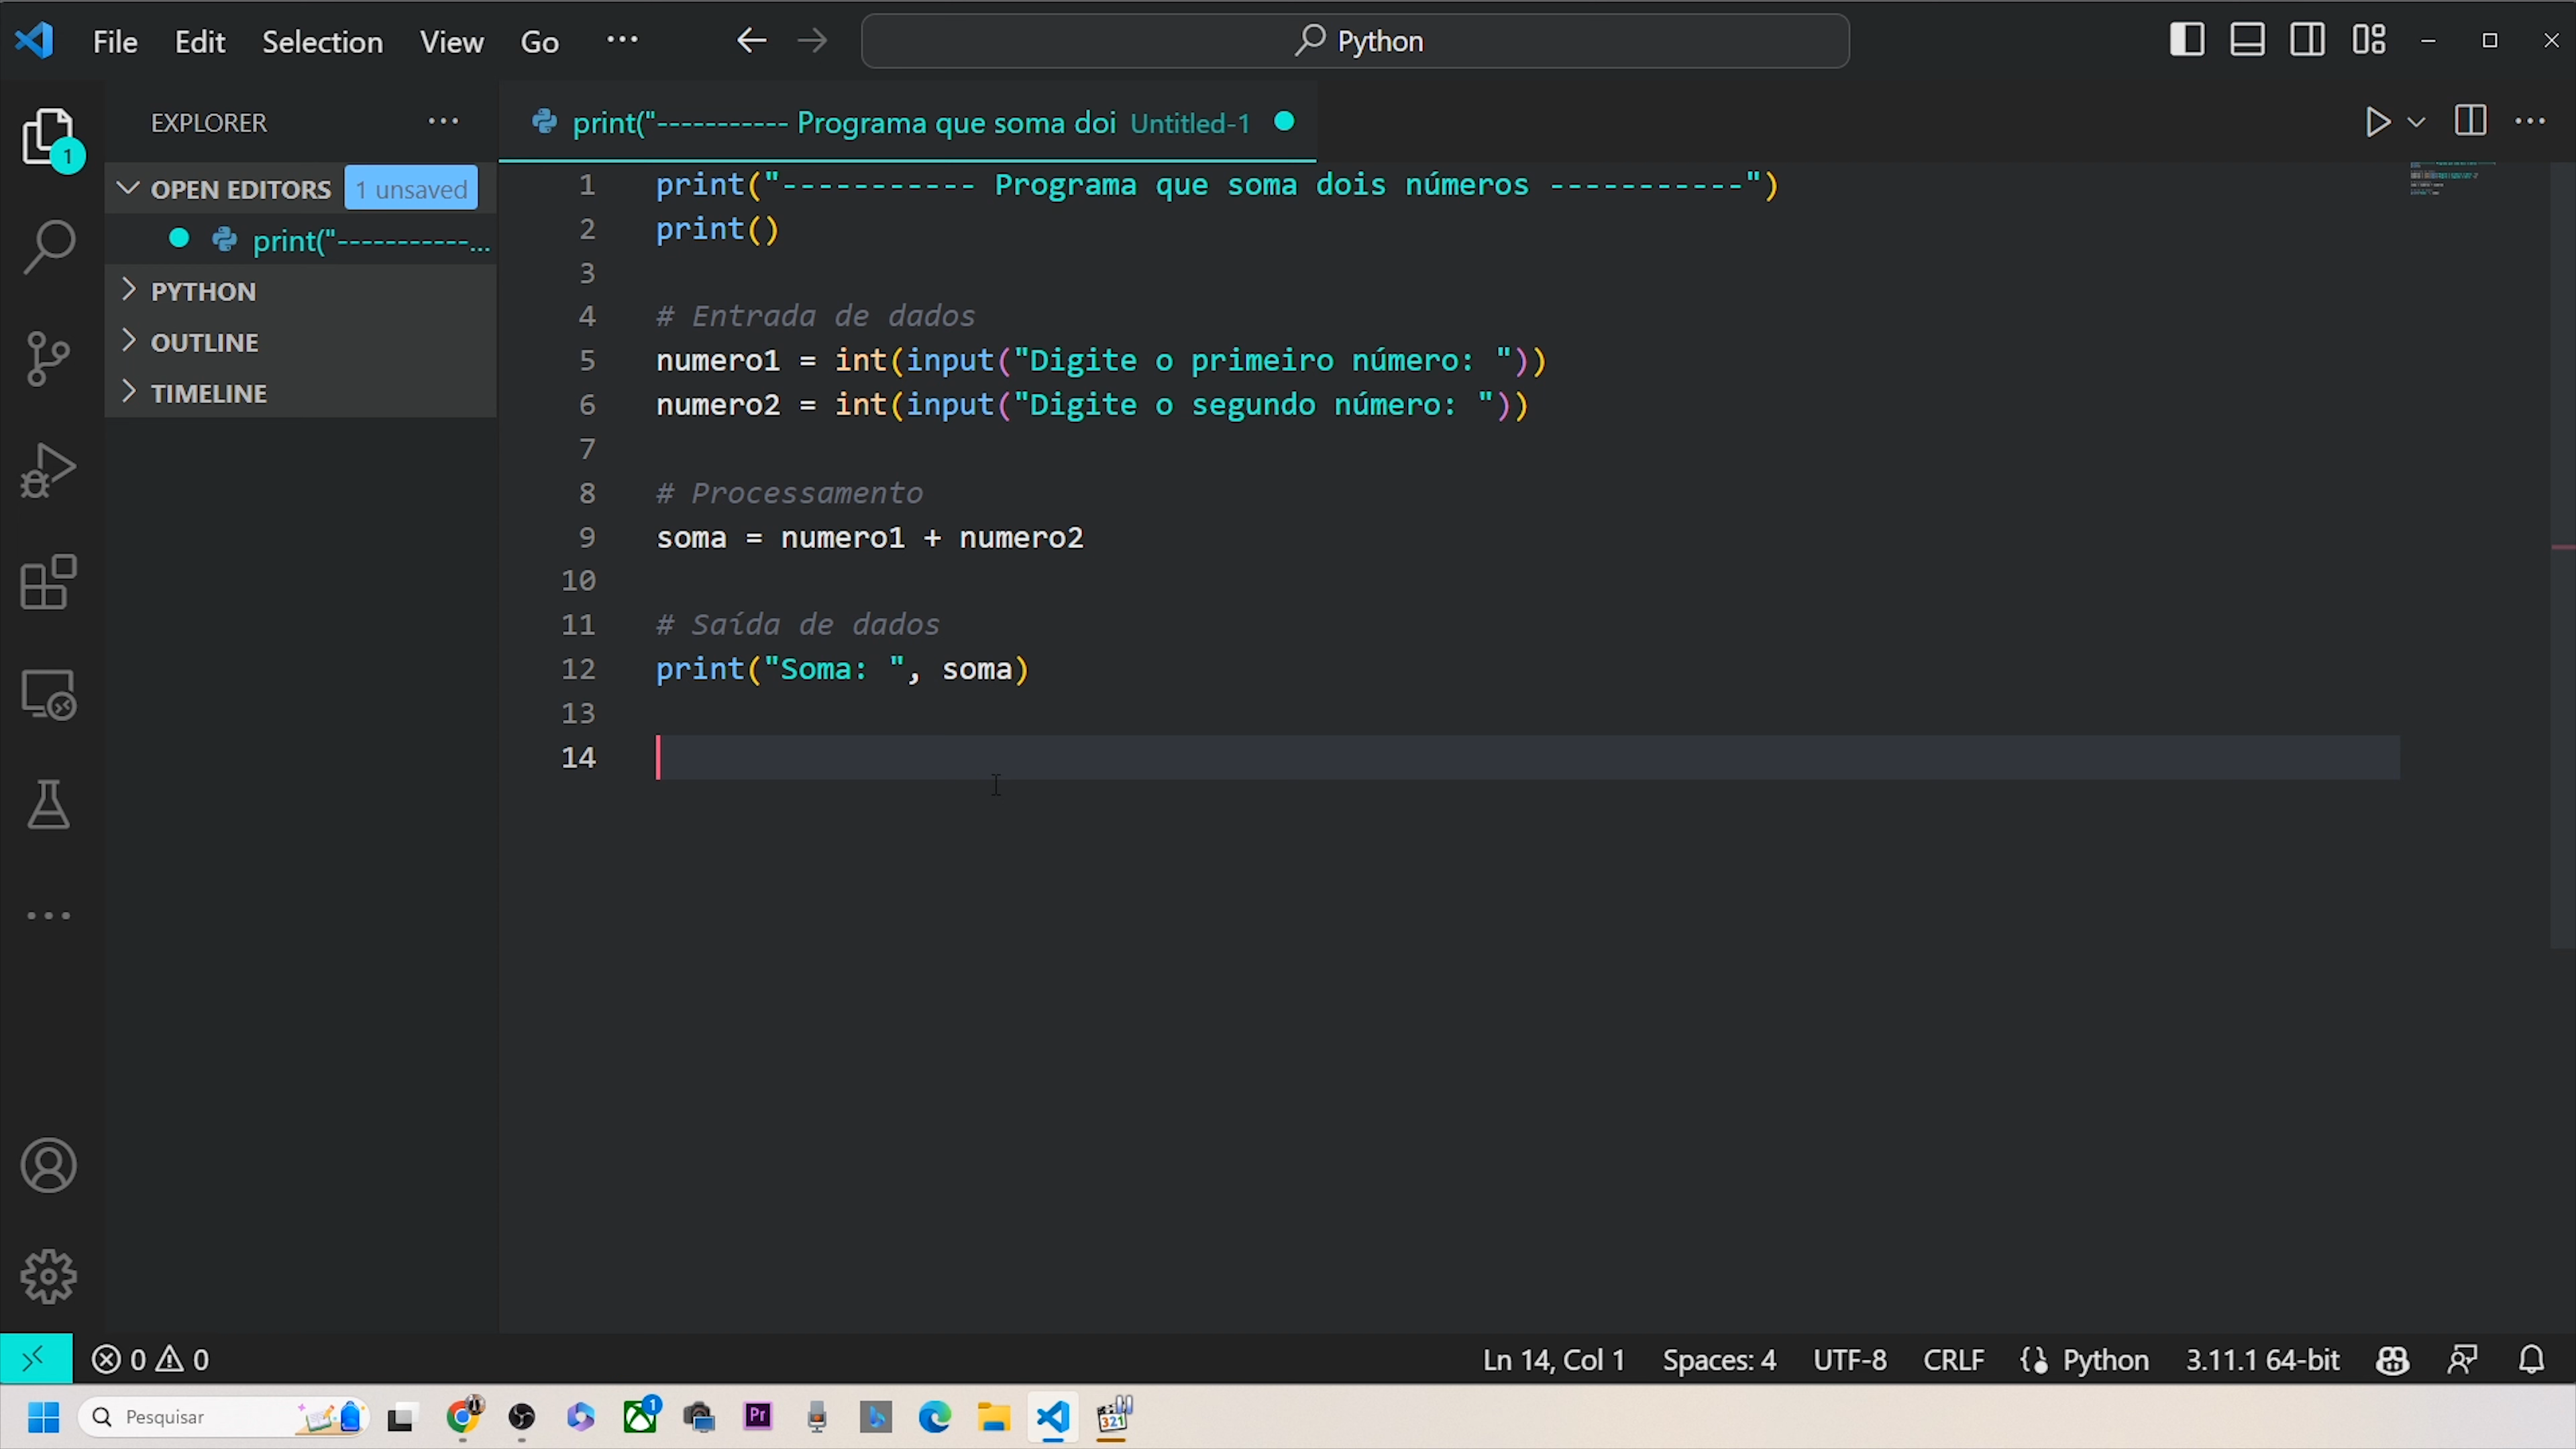 File Edit Selection View Go ··· Python
EXPLORER ···
1
OPEN EDITORS 1 unsaved
print("-----------...
PYTHON
OUTLINE
TIMELINE
print("----------- Programa que soma doi Untitled-1
1 print("----------- Programa que soma dois números -----------")
2 print()
3
4 # Entrada de dados
5 numero1 = int(input("Digite o primeiro número: "))
6 numero2 = int(input("Digite o segundo número: "))
7
8 # Processamento
9 soma = numero1 + numero2
10
11 # Saída de dados
12 print("Soma: ", soma)
13
14
0 0 Ln 14, Col 1 Spaces: 4 UTF-8 CRLF Python 3.11.1 64-bit
Pesquisar 1 Pr 321